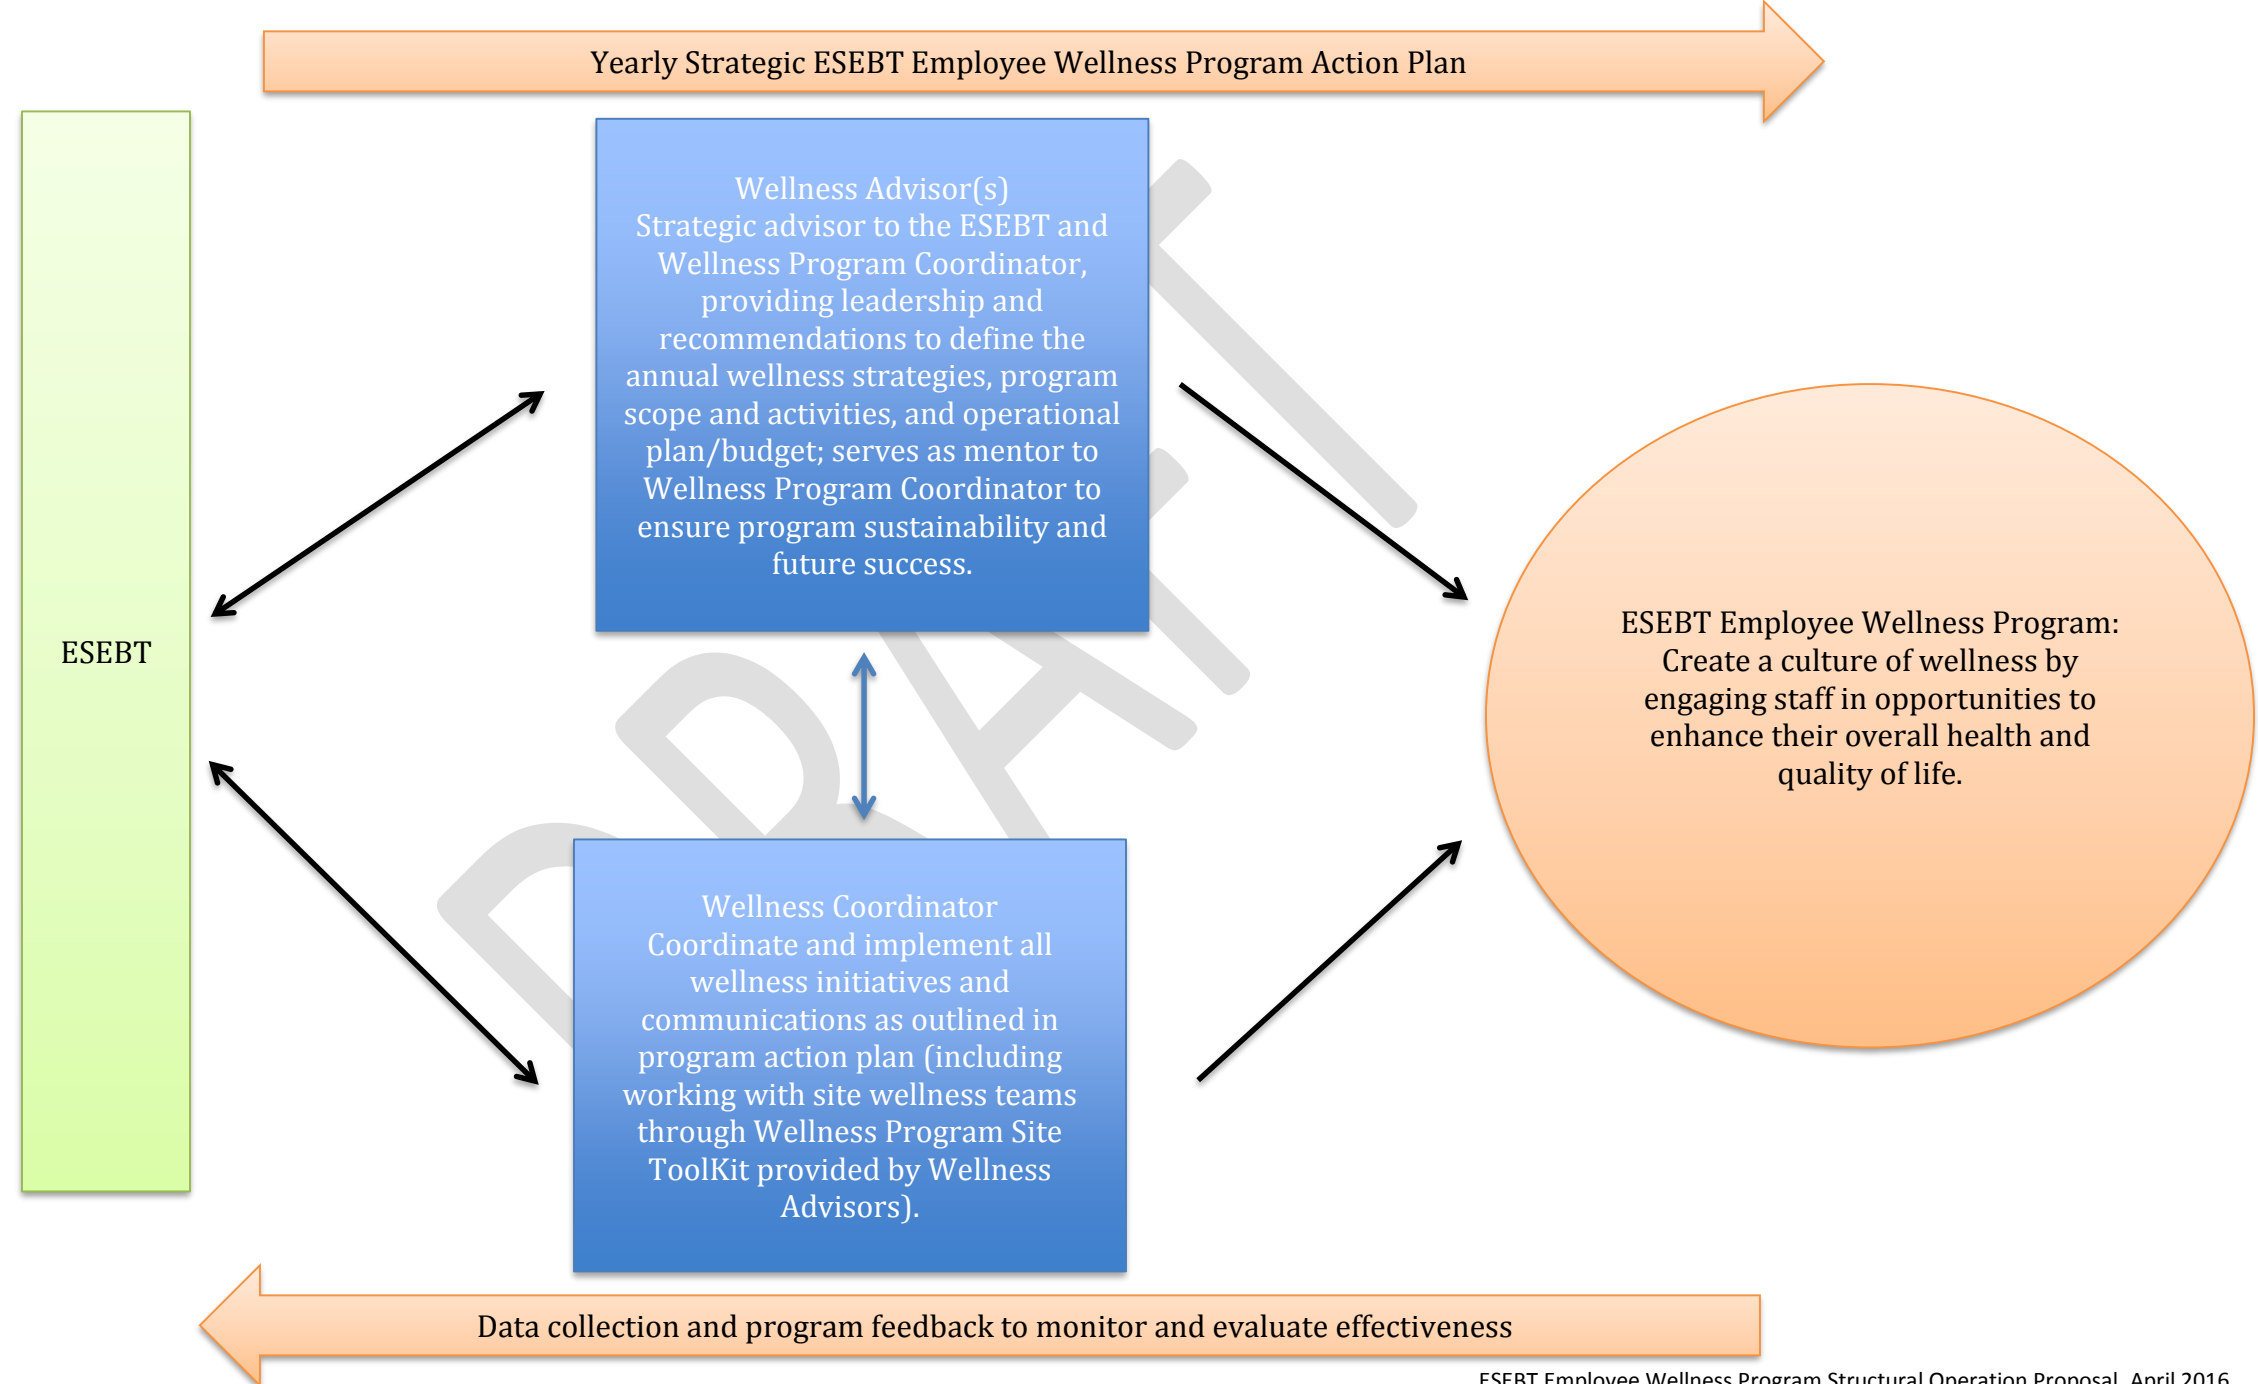 Yearly Strategic ESEBT Employee Wellness Program Action Plan
ESEBT
Wellness Advisor(s)
Strategic advisor to the ESEBT and
Wellness Program Coordinator,
providing leadership and
recommendations to define the
annual wellness strategies, program
scope and activities, and operational
plan/budget; serves as mentor to
Wellness Program Coordinator to
ensure program sustainability and
future success.
Wellness Coordinator
Coordinate and implement all
wellness initiatives and
communications as outlined in
program action plan (including
working with site wellness teams
through Wellness Program Site
ToolKit provided by Wellness
Advisors).
ESEBT Employee Wellness Program:
Create a culture of wellness by
engaging staff in opportunities to
enhance their overall health and
quality of life.
DRAFT
Data collection and program feedback to monitor and evaluate effectiveness
ESEBT Employee Wellness Program Structural Operation Proposal, April 2016